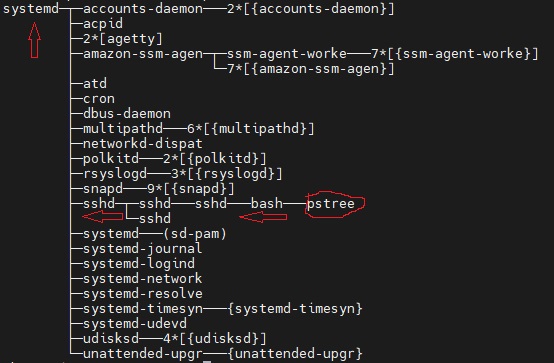 systemd─┬─accounts-daemon───2*[{accounts-daemon}]
        ├─acpid
        ├─2*[agetty]
        ├─amazon-ssm-agen─┬─ssm-agent-worke───7*[{ssm-agent-worke}]
        │                 └─7*[{amazon-ssm-agen}]
        ├─atd
        ├─cron
        ├─dbus-daemon
        ├─multipathd───6*[{multipathd}]
        ├─networkd-dispat
        ├─polkitd───2*[{polkitd}]
        ├─rsyslogd───3*[{rsyslogd}]
        ├─snapd───9*[{snapd}]
        ├─sshd─┬─sshd───sshd───bash───pstree
        │      └─sshd
        ├─systemd───(sd-pam)
        ├─systemd-journal
        ├─systemd-logind
        ├─systemd-network
        ├─systemd-resolve
        ├─systemd-timesyn───{systemd-timesyn}
        ├─systemd-udevd
        ├─udisksd───4*[{udisksd}]
        └─unattended-upgr───{unattended-upgr}